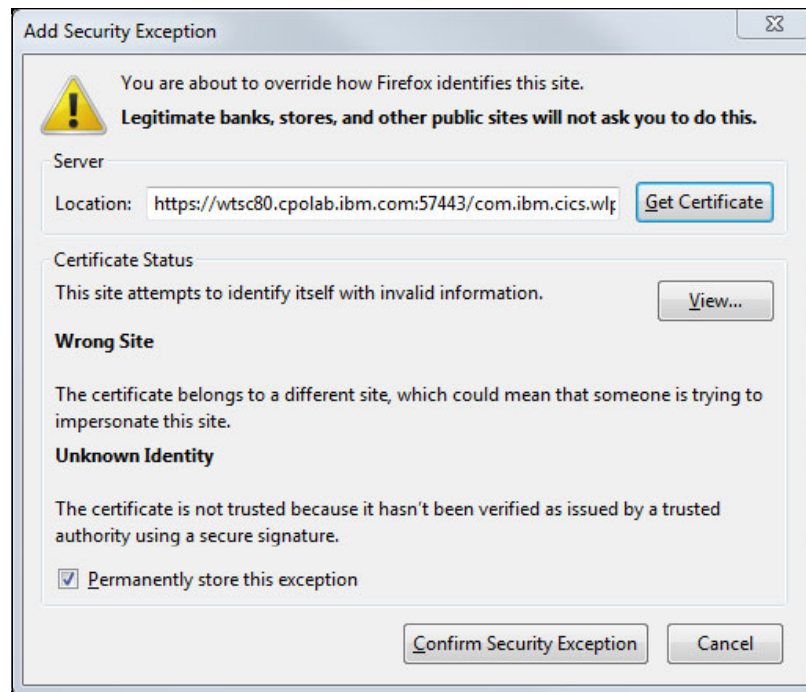 Add Security Exception
You are about to override how Firefox identifies this site.
Legitimate banks, stores, and other public sites will not ask you to do this.
Server
Location: https://wtsc80.cpolab.ibm.com:57443/com.ibm.cics.wlp Get Certificate
Certificate Status
This site attempts to identify itself with invalid information.
View...
Wrong Site
The certificate belongs to a different site, which could mean that someone is trying to
impersonate this site.
Unknown Identity
The certificate is not trusted because it hasn't been verified as issued by a trusted
authority using a secure signature.
Permanently store this exception
Confirm Security Exception Cancel